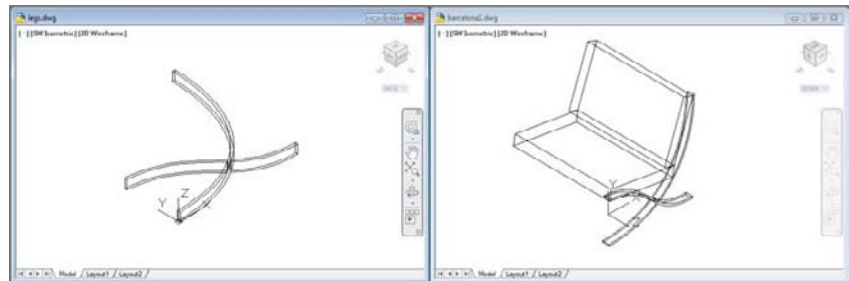 legs.dwg
[-][SW Isometric][2D Wireframe]
Z
Y
X
Model / Layout1 / Layout2 /
barcelona1.dwg
[-][SW Isometric][2D Wireframe]
Y
X
Model / Layout1 / Layout2 /